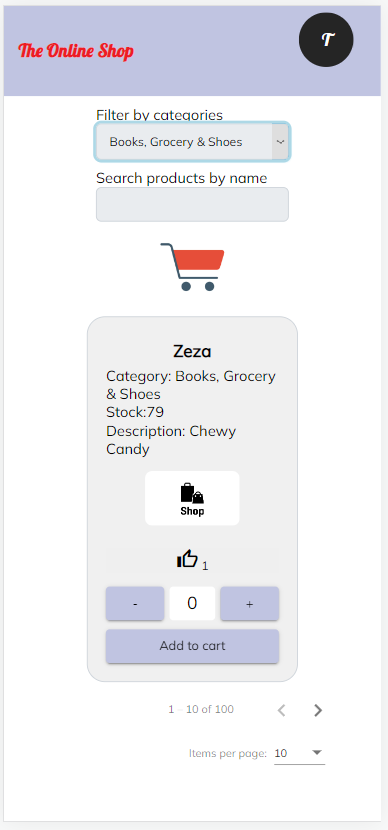 The Online Shop
T
Filter by categories
Books, Grocery & Shoes
Search products by name
Zeza
Category: Books, Grocery
& Shoes
Stock:79
Description: Chewy
Candy
Shop
1
- 0 +
Add to cart
1 - 10 of 100
Items per page: 10